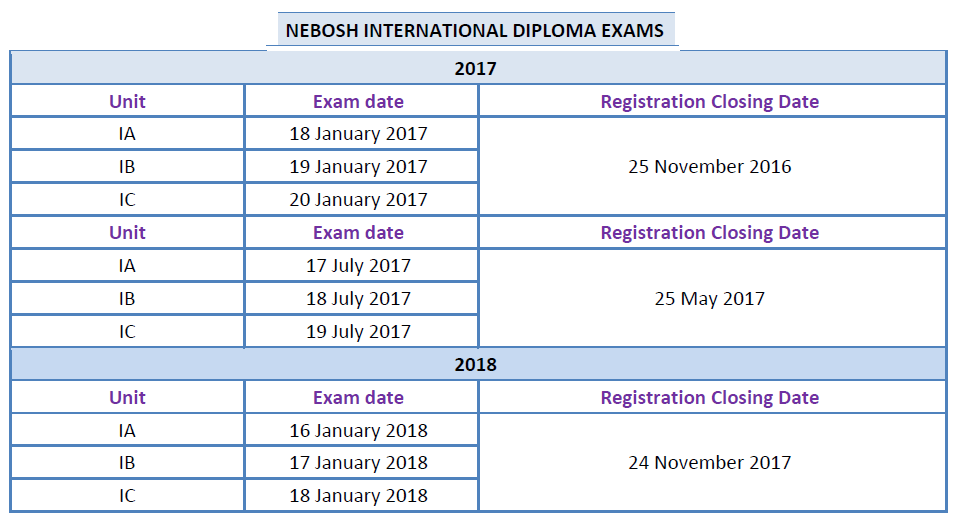 NEBOSH INTERNATIONAL DIPLOMA EXAMS
2017
Unit Exam date Registration Closing Date
IA 18 January 2017
IB 19 January 2017 25 November 2016
IC 20 January 2017
Unit Exam date Registration Closing Date
IA 17 July 2017
IB 18 July 2017 25 May 2017
IC 19 July 2017
2018
Unit Exam date Registration Closing Date
IA 16 January 2018
IB 17 January 2018 24 November 2017
IC 18 January 2018